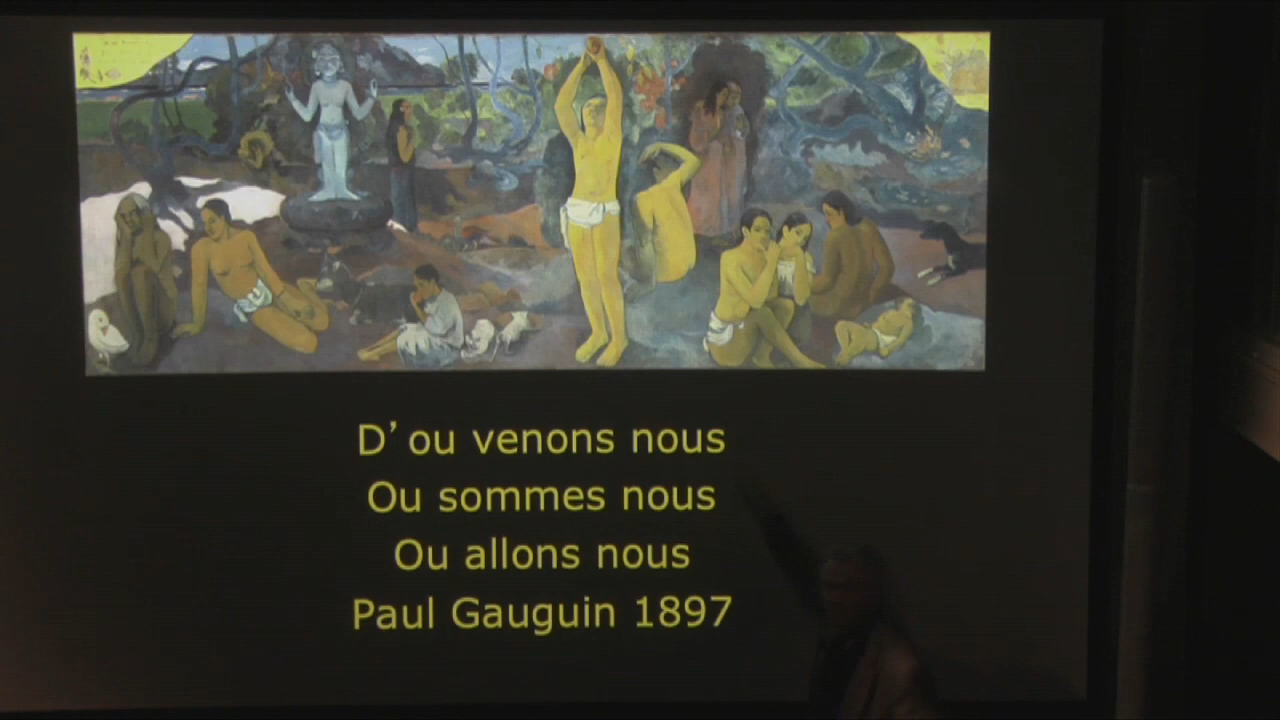 D’ou venons nous
Ou sommes nous
Ou allons nous
Paul Gauguin 1897